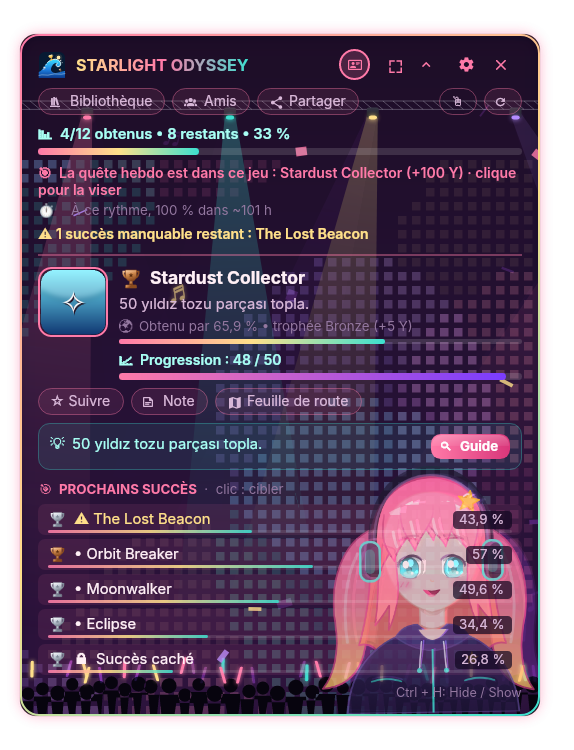 STARLIGHT ODYSSEY
Bibliothèque
Amis
Partager
4/12 obtenus • 8 restants • 33 %
La quête hebdo est dans ce jeu : Stardust Collector (+100 Y) · clique
pour la viser
À ce rythme, 100 % dans ~101 h
1 succès manquable restant : The Lost Beacon
Stardust Collector
50 yıldız tozu parçası topla.
Obtenu par 65,9 % • trophée Bronze (+5 Y)
Progression : 48 / 50
Suivre
Note
Feuille de route
50 yıldız tozu parçası topla.
Guide
PROCHAINS SUCCÈS · clic : cibler
The Lost Beacon 43,9 %
• Orbit Breaker 57 %
• Moonwalker 49,6 %
• Eclipse 34,4 %
Succès caché 26,8 %
Ctrl + H: Hide / Show